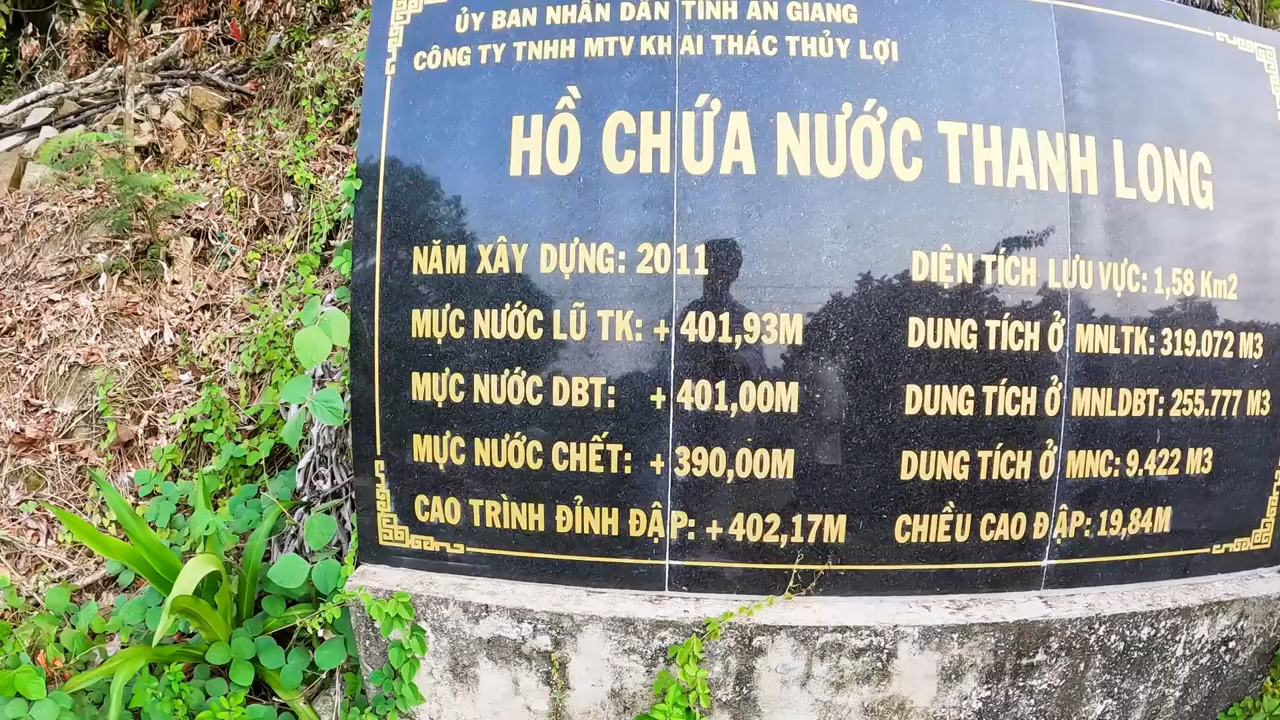 ỦY BAN NHÂN DÂN TỈNH AN GIANG
CÔNG TY TNHH MTV KHAI THÁC THỦY LỢI
HỒ CHỨA NƯỚC THANH LONG
NĂM XÂY DỰNG: 2011
MỰC NƯỚC LŨ TK: + 401,93M
MỰC NƯỚC DBT: + 401,00M
MỰC NƯỚC CHẾT: + 390,00M
CAO TRÌNH ĐỈNH ĐẬP: + 402,17M
DIỆN TÍCH LƯU VỰC: 1,58 Km2
DUNG TÍCH Ở MNLTK: 319.072 M3
DUNG TÍCH Ở MNLDBT: 255.777 M3
DUNG TÍCH Ở MNC: 9.422 M3
CHIỀU CAO ĐẬP: 19,84M